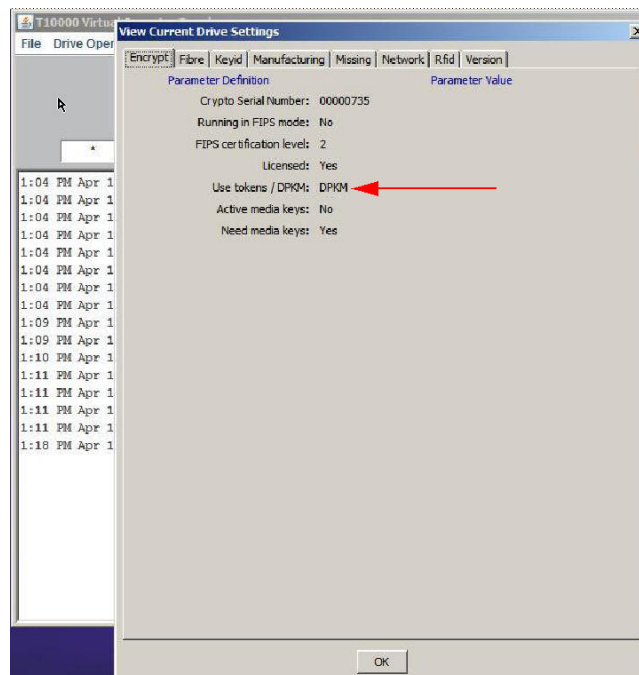 T10000 Virtu
File Drive Oper
*
1:04 PM Apr 1
1:04 PM Apr 1
1:04 PM Apr 1
1:04 PM Apr 1
1:04 PM Apr 1
1:04 PM Apr 1
1:04 PM Apr 1
1:04 PM Apr 1
1:09 PM Apr 1
1:09 PM Apr 1
1:10 PM Apr 1
1:11 PM Apr 1
1:11 PM Apr 1
1:11 PM Apr 1
1:11 PM Apr 1
1:18 PM Apr 1
View Current Drive Settings
Encrypt Fibre Keyid Manufacturing Missing Network Rfid Version
Parameter Definition Parameter Value
Crypto Serial Number: 00000735
Running in FIPS mode: No
FIPS certification level: 2
Licensed: Yes
Use tokens / DPKM: DPKM
Active media keys: No
Need media keys: Yes
OK